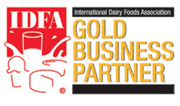 IDFA
International Dairy Foods Association
GOLD
BUSINESS
PARTNER